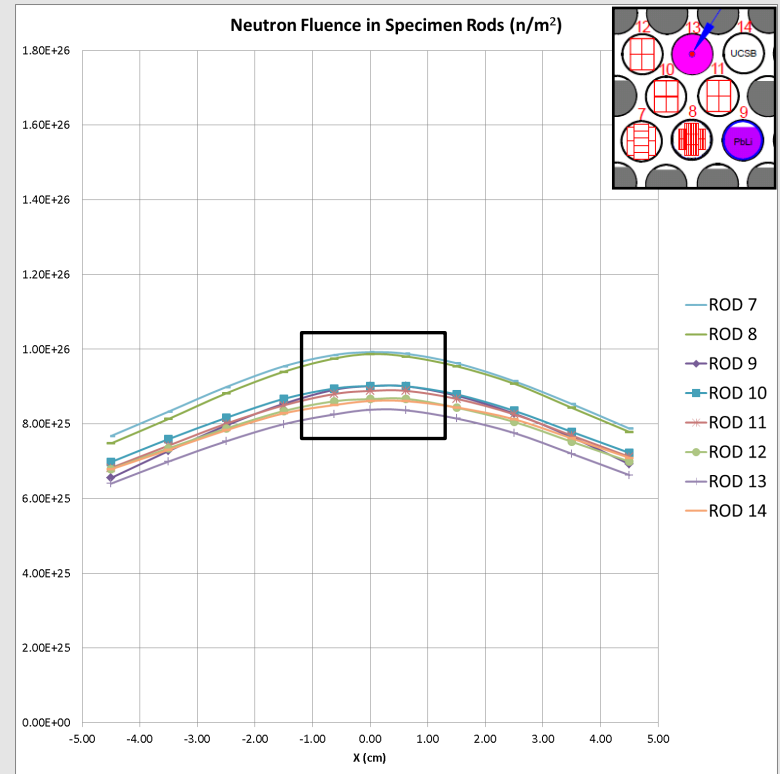 Neutron Fluence in Specimen Rods (n/m²)
12 13 14
UCSB
10 11
7 8 9
PbLi
1.80E+26
1.60E+26
1.40E+26
1.20E+26
1.00E+26
8.00E+25
6.00E+25
4.00E+25
2.00E+25
0.00E+00
-5.00 -4.00 -3.00 -2.00 -1.00 0.00 1.00 2.00 3.00 4.00 5.00
X (cm)
ROD 7
ROD 8
ROD 9
ROD 10
ROD 11
ROD 12
ROD 13
ROD 14